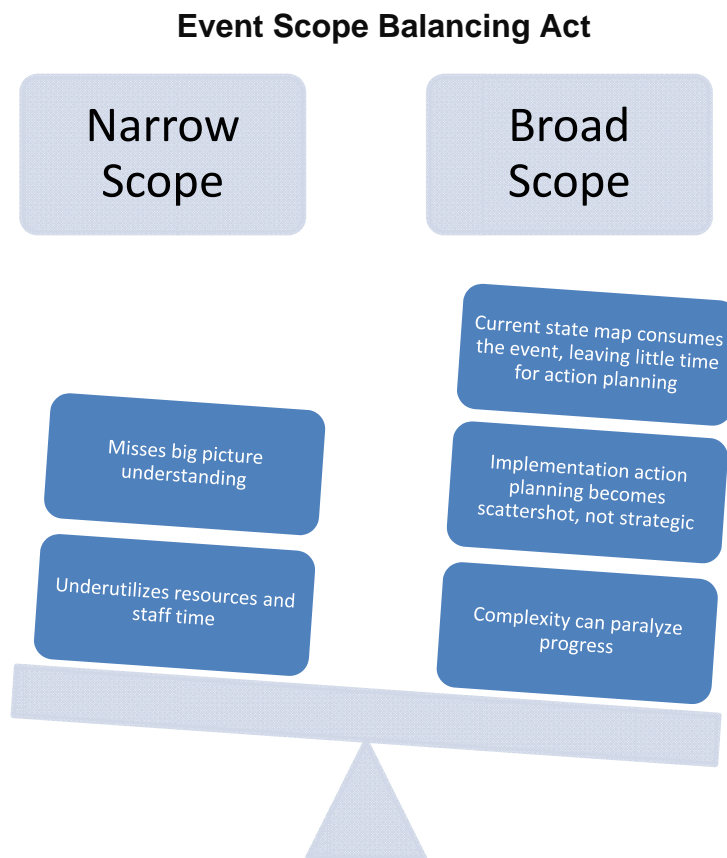 Event Scope Balancing Act
Narrow
Scope
Broad
Scope
Misses big picture
understanding
Underutilizes resources and
staff time
Current state map consumes
the event, leaving little time
for action planning
Implementation action
planning becomes
scattershot, not strategic
Complexity can paralyze
progress